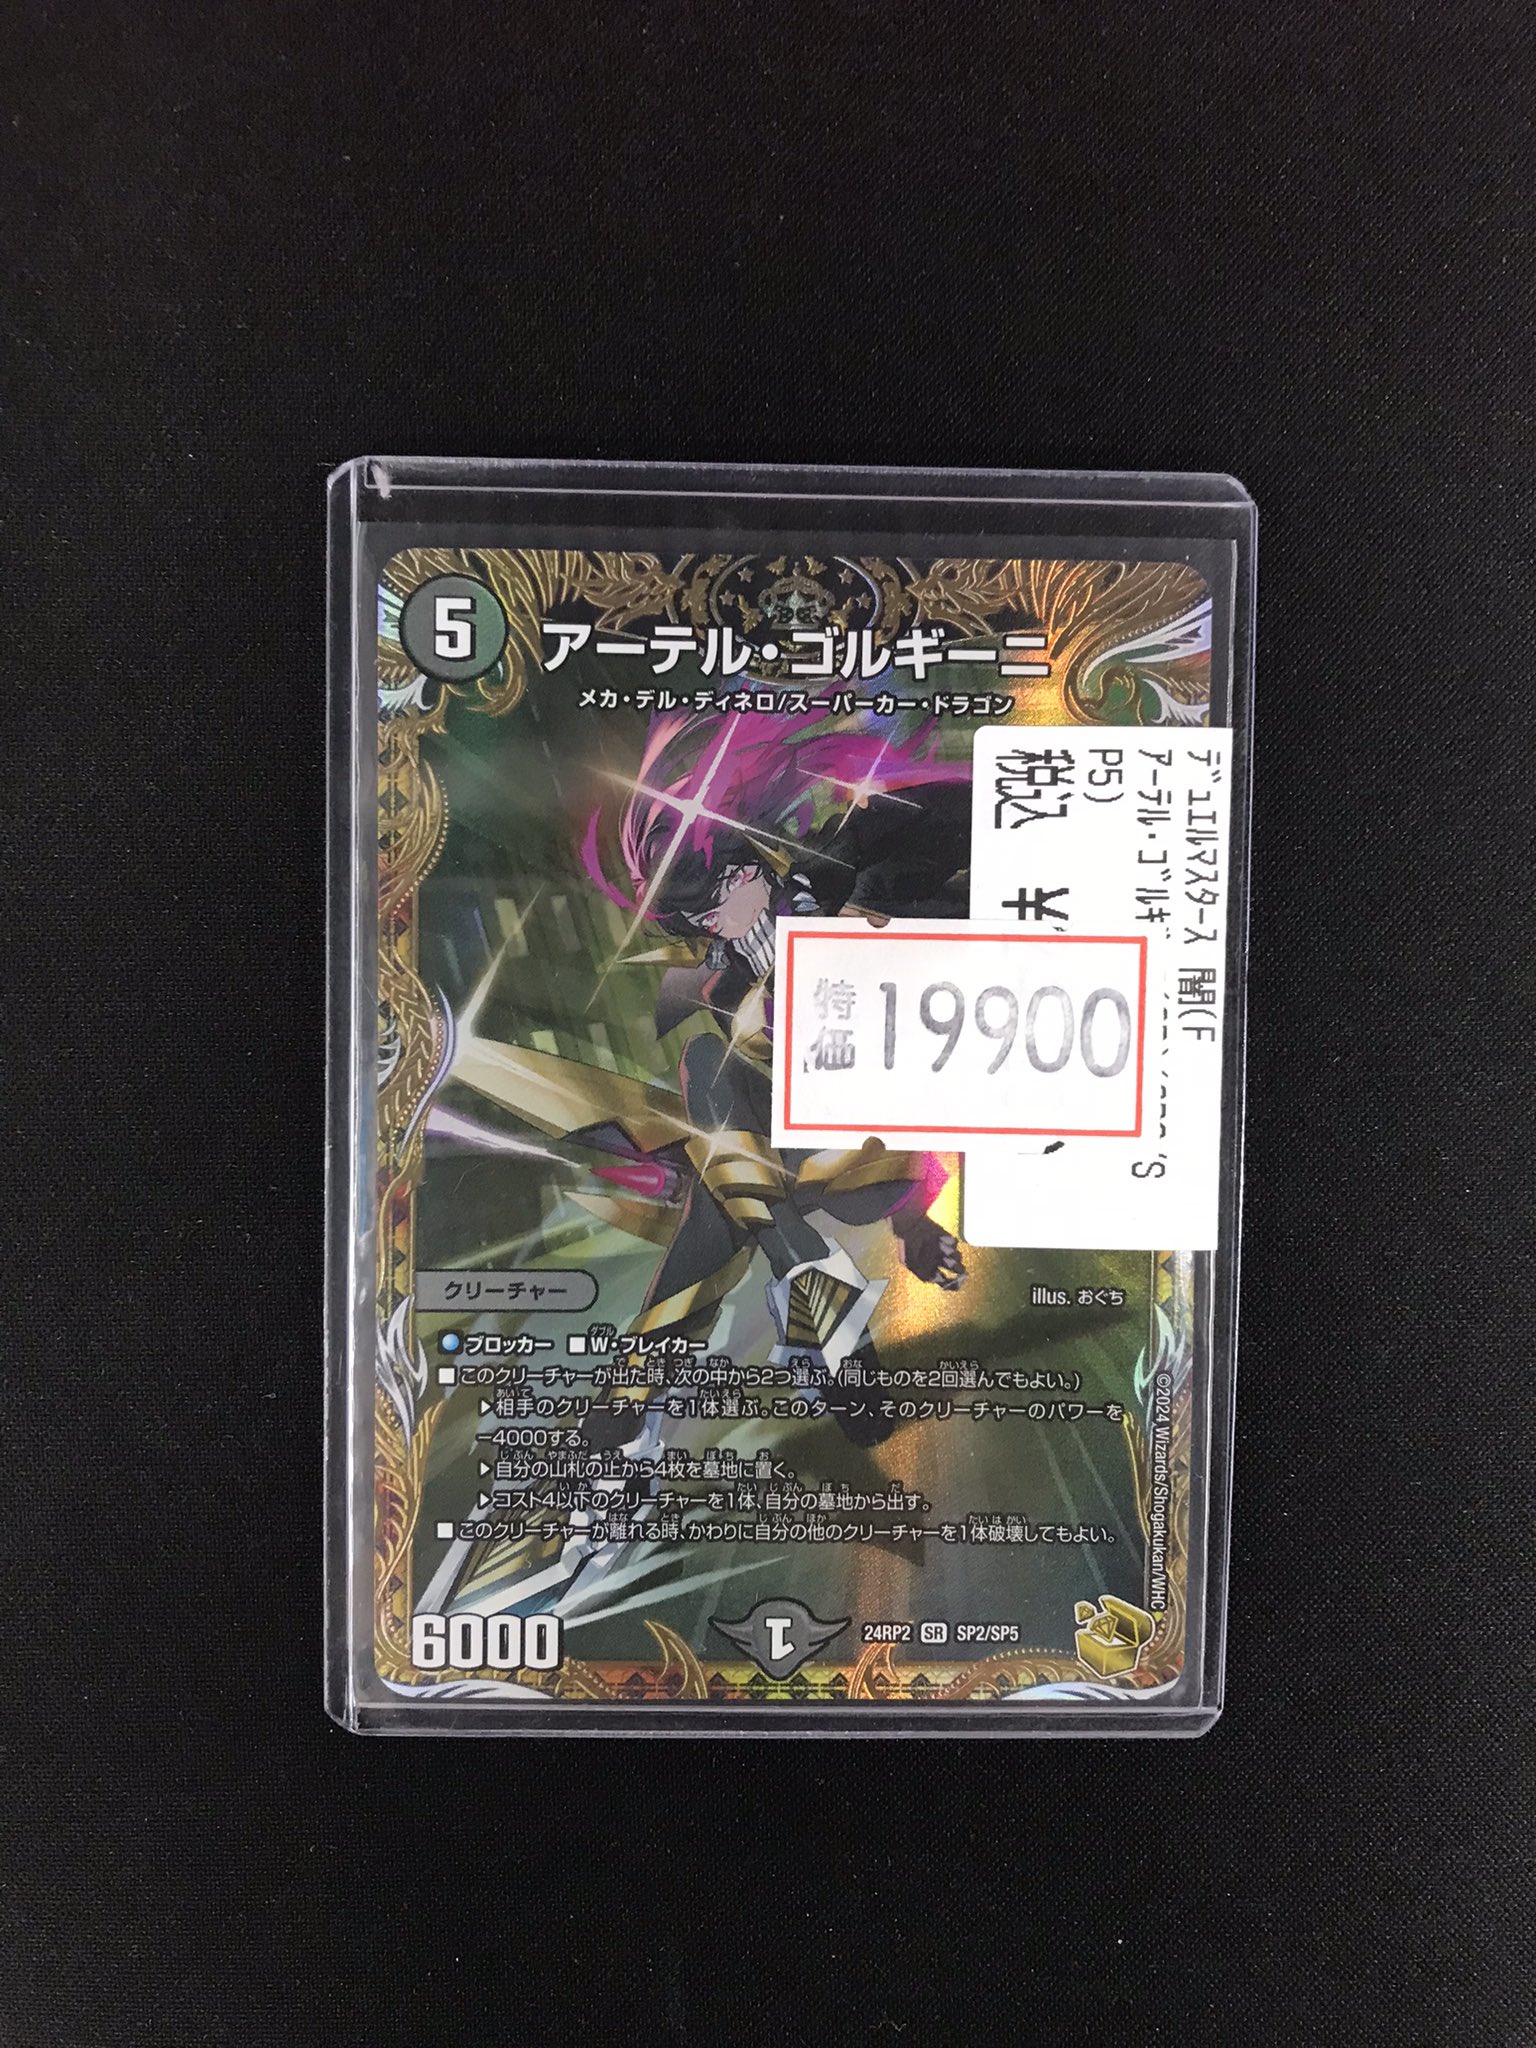 5
アーテル・ゴルギーニ
メカ・デル・ディネロ/スーパーカー・ドラゴン
デュエルマスターズ 闇(F
アーテル・ゴルギ
'S
P5)
税込 ¥
特価 19900
クリーチャー
illus. おぐち
ブロッカー ■W・ブレイカー
■このクリーチャーが出た時、次の中から2つ選ぶ。(同じものを2回選んでもよい。)
▶相手のクリーチャーを1体選ぶ。このターン、そのクリーチャーのパワーを
−4000する。
▶自分の山札の上から4枚を墓地に置く。
▶コスト4以下のクリーチャーを1体、自分の墓地から出す。
■このクリーチャーが離れる時、かわりに自分の他のクリーチャーを1体破壊してもよい。
©2024 Wizards/Shogakukan/WHC
6000
1
24RP2 SR SP2/SP5